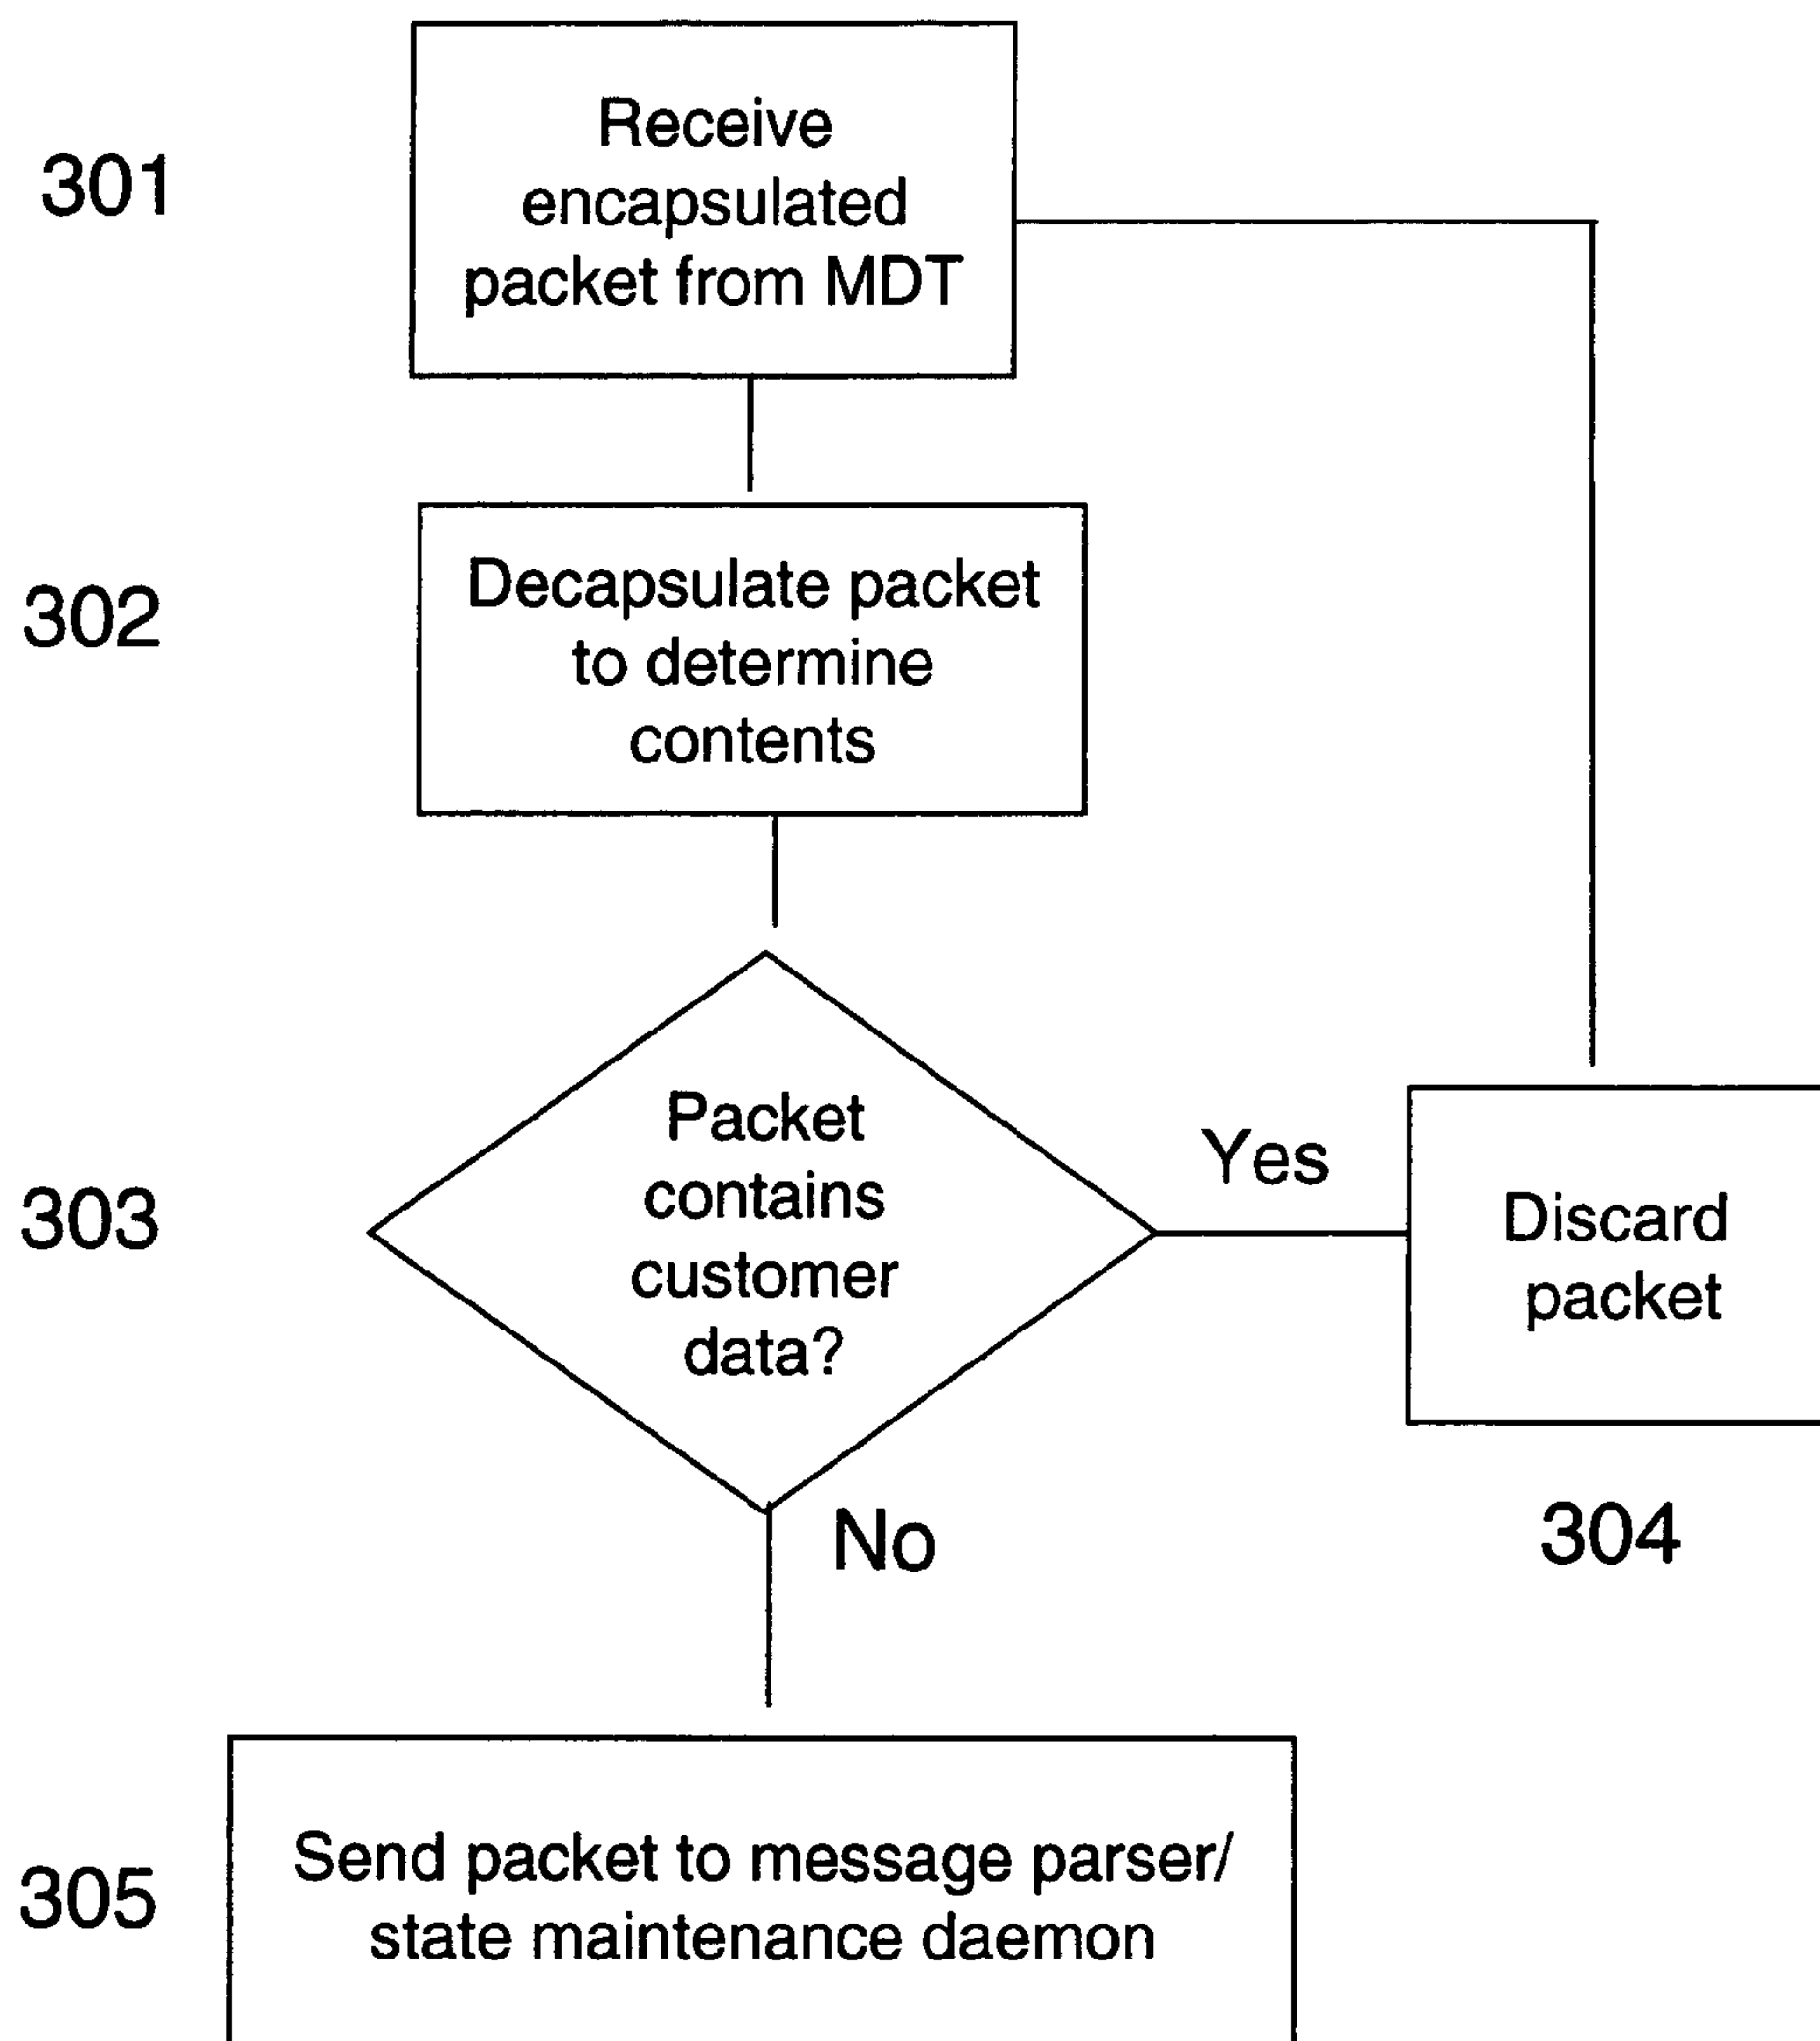 301
Receive
encapsulated
packet from MDT
302
Decapsulate packet
to determine
contents
303
Packet
contains
customer
data?
Yes
Discard
packet
304
No
305
Send packet to message parser/
state maintenance daemon